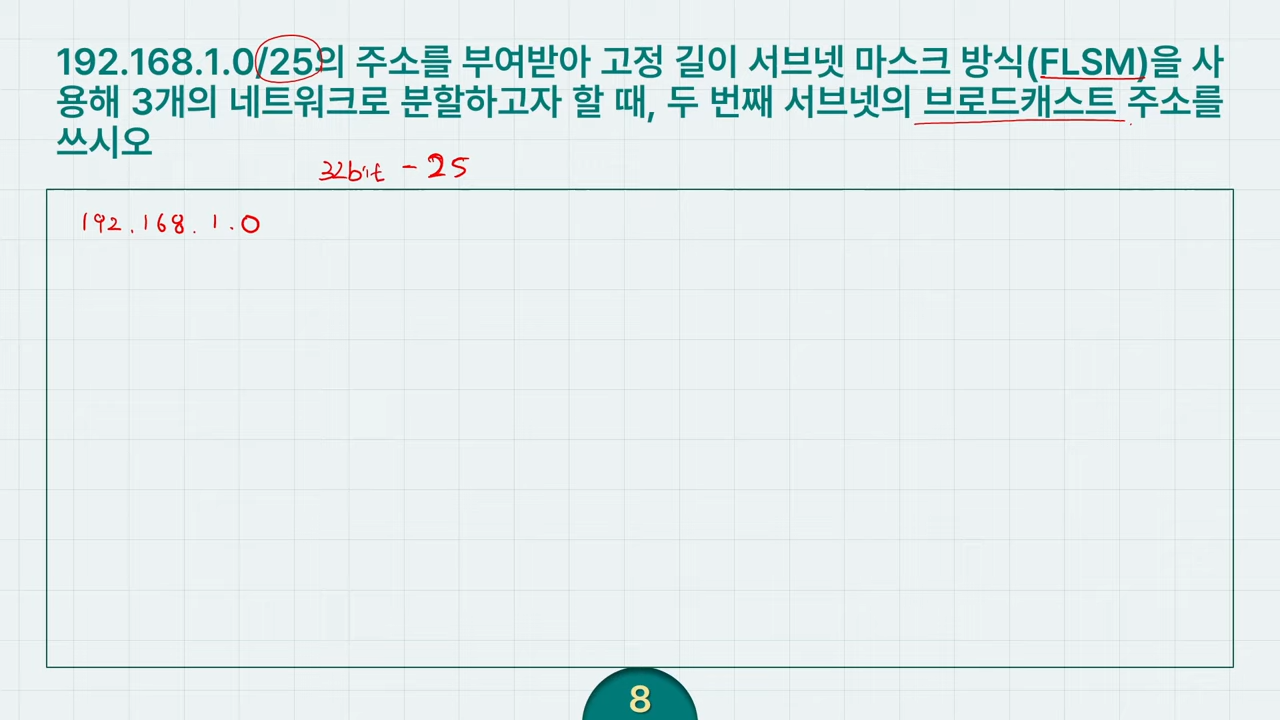 192.168.1.0/25의 주소를 부여받아 고정 길이 서브넷 마스크 방식(FLSM)을 사
용해 3개의 네트워크로 분할하고자 할 때, 두 번째 서브넷의 브로드캐스트 주소를
쓰시오
32bit - 25
192.168.1.0
8